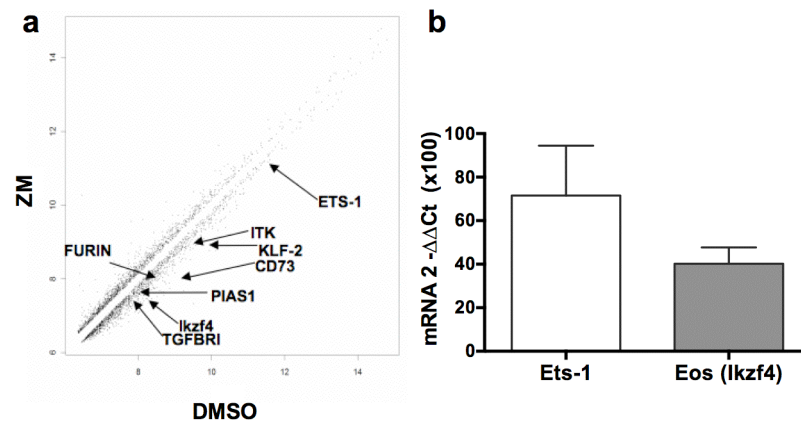 a
14
12
10
8
6
ZM
ETS-1
ITK
KLF-2
FURIN
CD73
PIAS1
Ikzf4
TGFBRI
8
10
12
14
DMSO
b
100
80
60
40
20
0
mRNA 2 -ΔΔCt (x100)
Ets-1
Eos (Ikzf4)